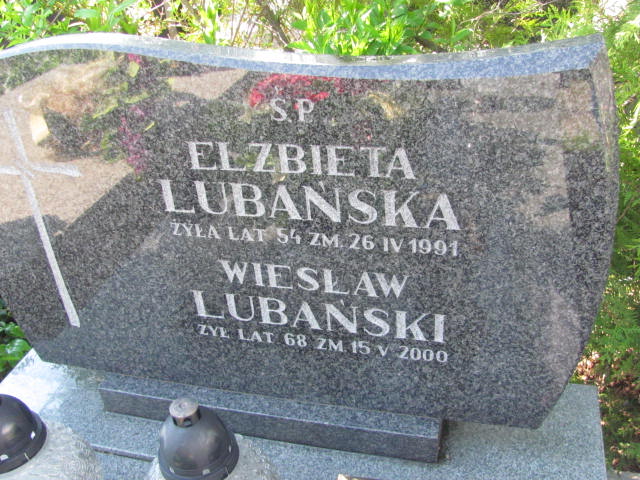 Ś.P.
ELŻBIETA
LUBAŃSKA
ŻYŁA LAT 54 ZM. 26 IV 1991
WIESŁAW
LUBAŃSKI
ŻYŁ LAT 68 ZM. 15 V 2000